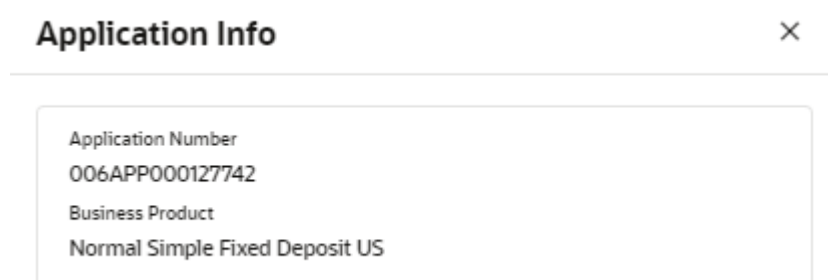 Application Info
Application Number
006APP000127742
Business Product
Normal Simple Fixed Deposit US